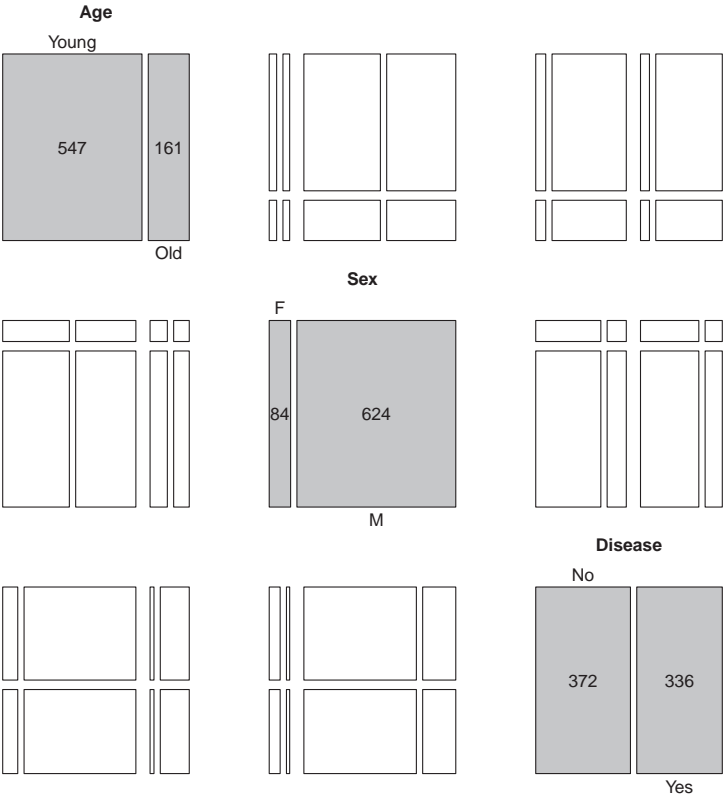 Age
Young
547 161
Old
Sex
F
84 624
M
Disease
No
372 336
Yes